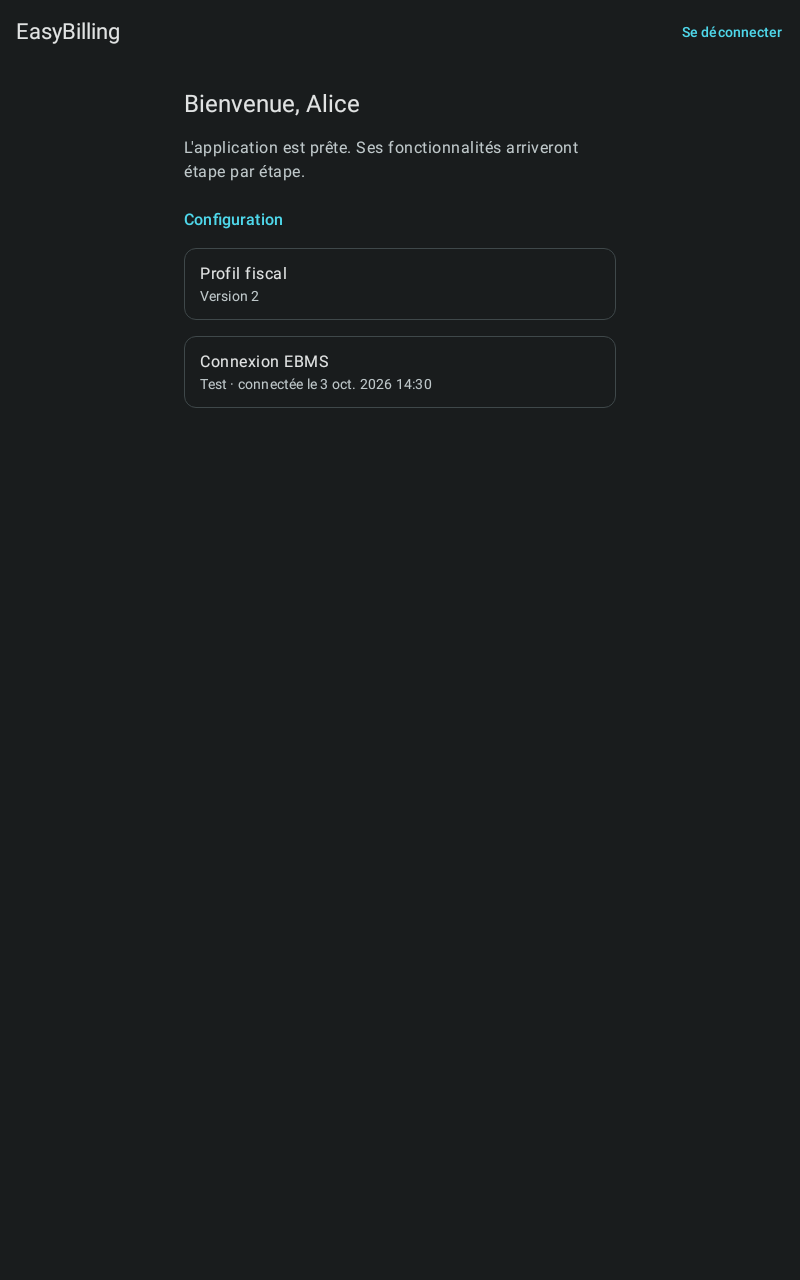 EasyBilling
Se déconnecter
Bienvenue, Alice
L'application est prête. Ses fonctionnalités arriveront
étape par étape.
Configuration
Profil fiscal
Version 2
Connexion EBMS
Test · connectée le 3 oct. 2026 14:30